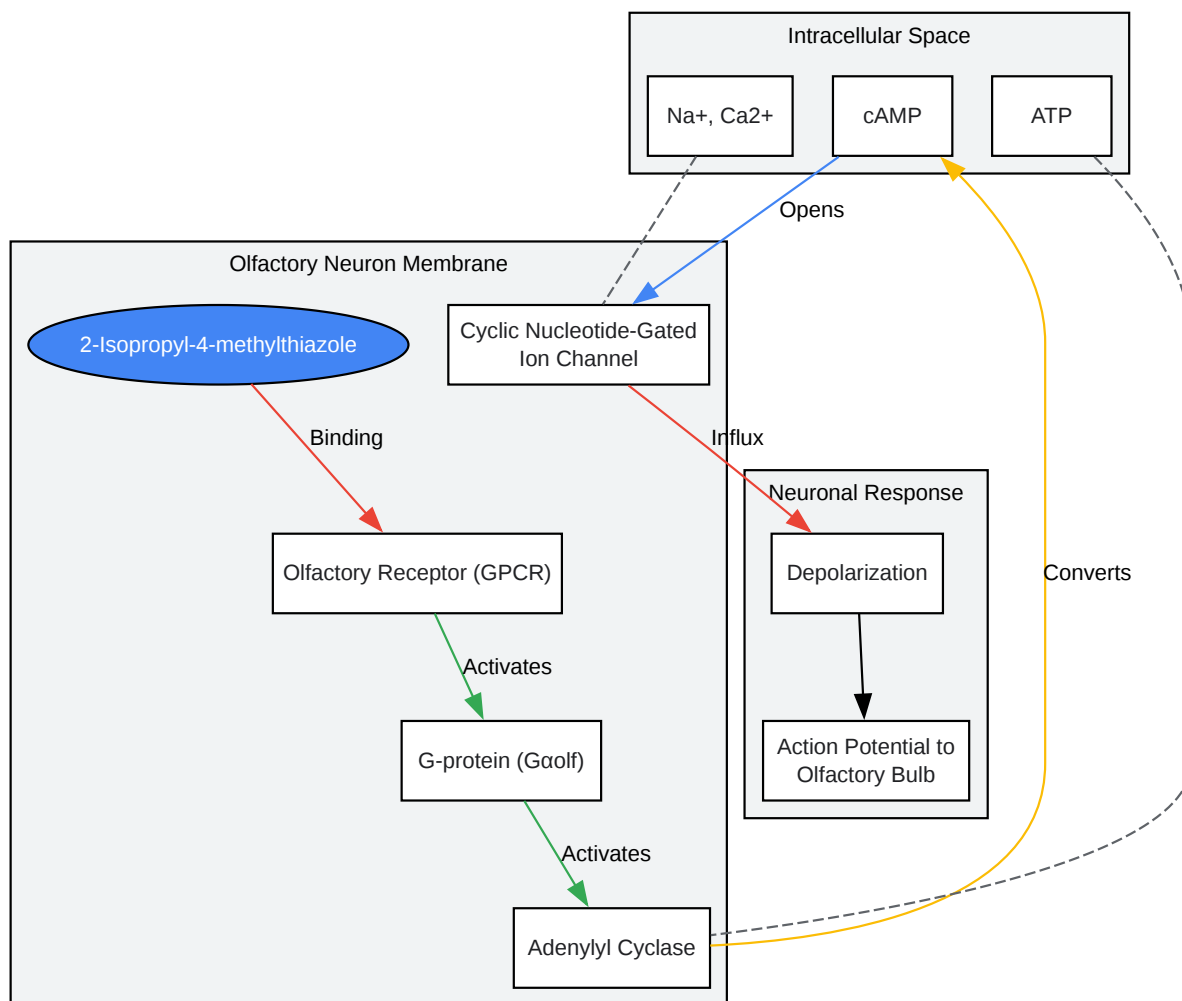 Intracellular Space
Na+, Ca2+
cAMP
ATP
Opens
Olfactory Neuron Membrane
2-Isopropyl-4-methylthiazole
Cyclic Nucleotide-Gated
Ion Channel
Binding
Influx
Neuronal Response
Olfactory Receptor (GPCR)
Depolarization
Converts
Activates
G-protein (Gαolf)
Action Potential to
Olfactory Bulb
Activates
Adenylyl Cyclase